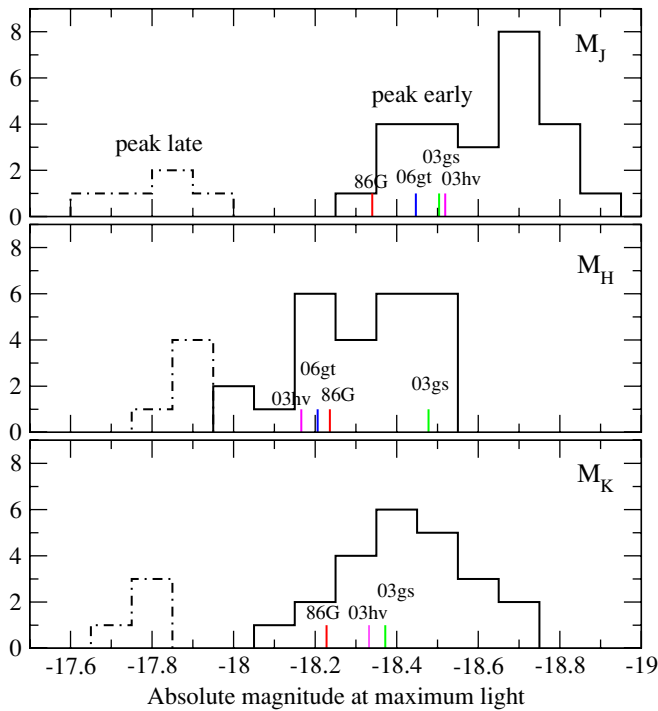 8
6
4
2
0
M_J
peak early
peak late
86G
06gt
03gs
03hv
8
6
4
2
0
M_H
03hv
06gt
86G
03gs
8
6
4
2
0
M_K
86G
03hv
03gs
-17.6 -17.8 -18 -18.2 -18.4 -18.6 -18.8 -19
Absolute magnitude at maximum light